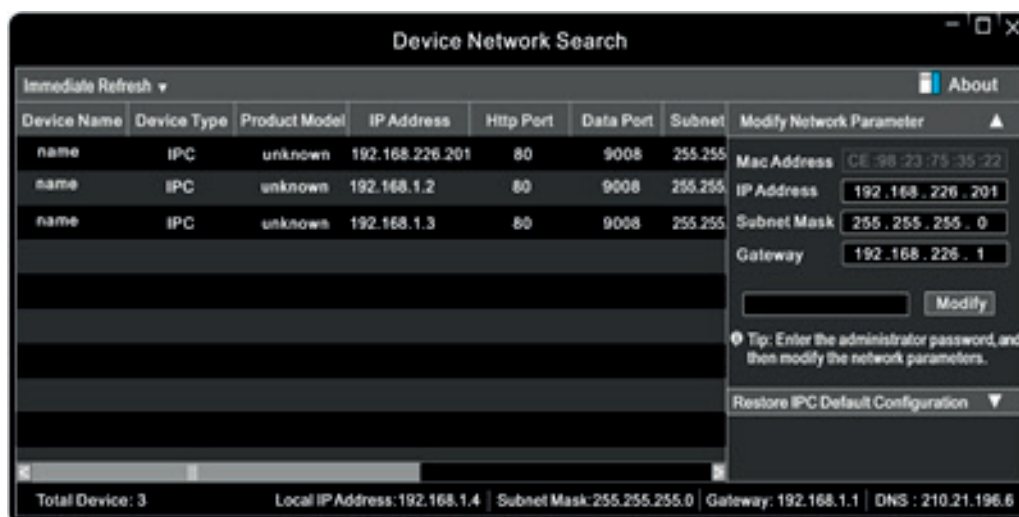 Device Network Search
Immediate Refresh
About
Device Name Device Type Product Model IP Address Http Port Data Port Subnet
name IPC unknown 192.168.226.201 80 9008 255.255
name IPC unknown 192.168.1.2 80 9008 255.255.
name IPC unknown 192.168.1.3 80 9008 255.255.
Modify Network Parameter
Mac Address CE:98:23:75:35:22
IP Address 192.168.226.201
Subnet Mask 255.255.255.0
Gateway 192.168.226.1
Modify
Tip: Enter the administrator password, and
then modify the network parameters.
Restore IPC Default Configuration
Total Device: 3 Local IP Address:192.168.1.4 Subnet Mask:255.255.255.0 Gateway: 192.168.1.1 DNS : 210.21.196.6